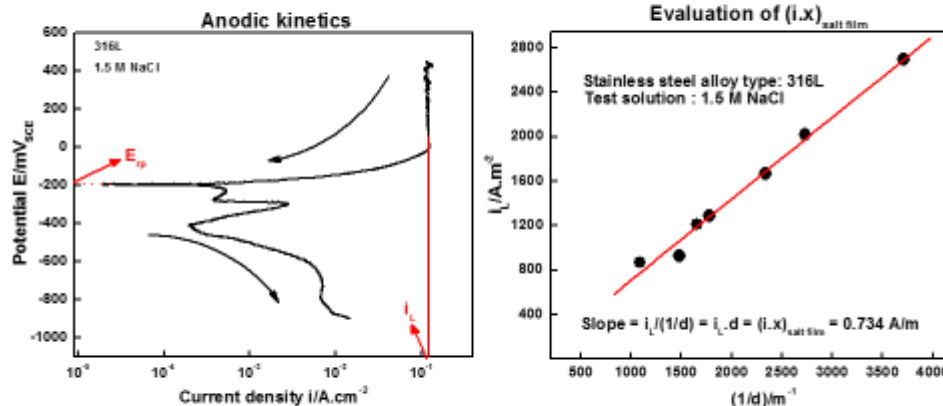 Anodic kinetics
600
400
200
0
-200
-400
-600
-800
-1000
Potential E/mV_SCE
316L
1.5 M NaCl
E_rp
i_L
10⁻⁵ 10⁻⁴ 10⁻³ 10⁻² 10⁻¹
Current density i/A.cm⁻²
Evaluation of (i.x)_salt film
2800
2400
2000
1600
1200
800
400
i_L/A.m⁻²
Stainless steel alloy type: 316L
Test solution : 1.5 M NaCl
Slope = i_L/(1/d) = i_L.d = (i.x)_salt film = 0.734 A/m
500 1000 1500 2000 2500 3000 3500 4000
(1/d)/m⁻¹